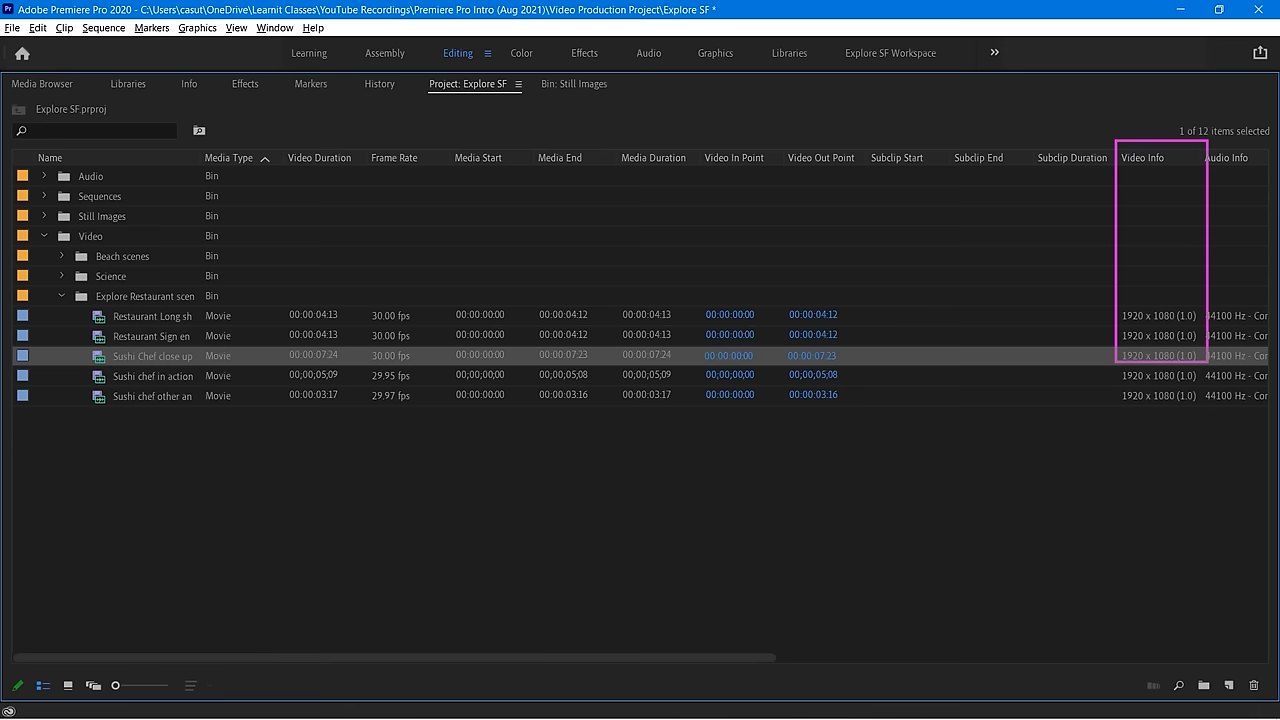 Adobe Premiere Pro 2020 - C:\Users\casut\OneDrive\Learnit Classes\YouTube Recordings\Premiere Pro Intro (Aug 2021)\Video Production Project\Explore SF *
File Edit Clip Sequence Markers Graphics View Window Help
Learning Assembly Editing Color Effects Audio Graphics Libraries Explore SF Workspace
Media Browser Libraries Info Effects Markers History Project: Explore SF Bin: Still Images
Explore SF.prproj
1 of 12 items selected
Name Media Type Video Duration Frame Rate Media Start Media End Media Duration Video In Point Video Out Point Subclip Start Subclip End Subclip Duration Video Info Audio Info
Audio Bin
Sequences Bin
Still Images Bin
Video Bin
Beach scenes Bin
Science Bin
Explore Restaurant scen Bin
Restaurant Long sh Movie 00:00:04:13 30.00 fps 00:00:00:00 00:00:04:12 00:00:04:13 00:00:00:00 00:00:04:12 1920 x 1080 (1.0) 44100 Hz - Cor
Restaurant Sign en Movie 00:00:04:13 30.00 fps 00:00:00:00 00:00:04:12 00:00:04:13 00:00:00:00 00:00:04:12 1920 x 1080 (1.0) 44100 Hz - Cor
Sushi Chef close up Movie 00:00:07:24 30.00 fps 00:00:00:00 00:00:07:23 00:00:07:24 00:00:00:00 00:00:07:23 1920 x 1080 (1.0) 44100 Hz - Cor
Sushi chef in action Movie 00;00;05;09 29.95 fps 00;00;00;00 00;00;05;08 00;00;05;09 00;00;00;00 00;00;05;08 1920 x 1080 (1.0) 44100 Hz - Cor
Sushi chef other an Movie 00:00:03:17 29.97 fps 00:00:00:00 00:00:03:16 00:00:03:17 00:00:00:00 00:00:03:16 1920 x 1080 (1.0) 44100 Hz - Cor